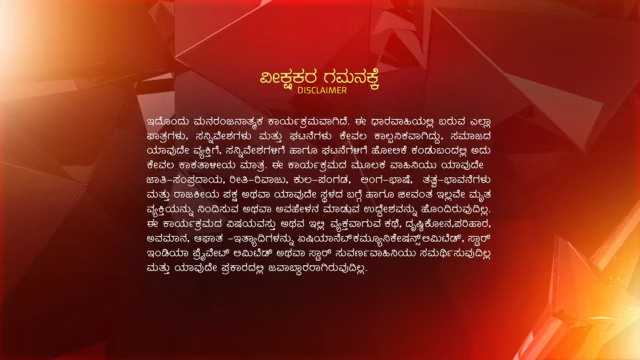 ವೀಕ್ಷಕರ ಗಮನಕ್ಕೆ
DISCLAIMER
ಇದೊಂದು ಮನರಂಜನಾತ್ಮಕ ಕಾರ್ಯಕ್ರಮವಾಗಿದೆ. ಈ ಧಾರವಾಹಿಯಲ್ಲಿ ಬರುವ ಎಲ್ಲಾ
ಪಾತ್ರಗಳು, ಸನ್ನಿವೇಶಗಳು ಮತ್ತು ಘಟನೆಗಳು ಕೇವಲ ಕಾಲ್ಪನಿಕವಾಗಿದ್ದು, ಸಮಾಜದ
ಯಾವುದೇ ವ್ಯಕ್ತಿಗೆ, ಸನ್ನಿವೇಶಗಳಿಗೆ ಹಾಗೂ ಘಟನೆಗಳಿಗೆ ಹೋಲಿಕೆ ಕಂಡುಬಂದಲ್ಲಿ ಅದು
ಕೇವಲ ಕಾಕತಾಳೀಯ ಮಾತ್ರ. ಈ ಕಾರ್ಯಕ್ರಮದ ಮೂಲಕ ವಾಹಿನಿಯು ಯಾವುದೇ
ಜಾತಿ-ಸಂಪ್ರದಾಯ, ರೀತಿ-ರಿವಾಜು, ಕುಲ-ಪಂಗಡ, ಲಿಂಗ-ಭಾಷೆ, ತತ್ವ-ಭಾವನೆಗಳು
ಮತ್ತು ರಾಜಕೀಯ ಪಕ್ಷ ಅಥವಾ ಯಾವುದೇ ಸ್ಥಳದ ಬಗ್ಗೆ ಹಾಗೂ ಜೀವಂತ ಇಲ್ಲವೇ ಮೃತ
ವ್ಯಕ್ತಿಯನ್ನು ನಿಂದಿಸುವ ಅಥವಾ ಅವಹೇಳನ ಮಾಡುವ ಉದ್ದೇಶವನ್ನು ಹೊಂದಿರುವುದಿಲ್ಲ.
ಈ ಕಾರ್ಯಕ್ರಮದ ವಿಷಯವಸ್ತು ಅಥವ ಇಲ್ಲಿ ವ್ಯಕ್ತವಾಗುವ ಕಥೆ, ದೃಷ್ಟಿಕೋನ,ಪರಿಹಾರ,
ಅವಮಾನ, ಆಘಾತ -ಇತ್ಯಾದಿಗಳನ್ನು ಏಷಿಯಾನೆಟ್‌ಕಮ್ಯೂನಿಕೇಷನ್ಸ್ ಲಿಮಿಟೆಡ್, ಸ್ಟಾರ್
ಇಂಡಿಯಾ ಪ್ರೈವೇಟ್ ಲಿಮಿಟೆಡ್ ಅಥವಾ ಸ್ಟಾರ್ ಸುವರ್ಣವಾಹಿನಿಯು ಸಮರ್ಥಿಸುವುದಿಲ್ಲ
ಮತ್ತು ಯಾವುದೇ ಪ್ರಕಾರದಲ್ಲಿ ಜವಾಬ್ದಾರರಾಗಿರುವುದಿಲ್ಲ.